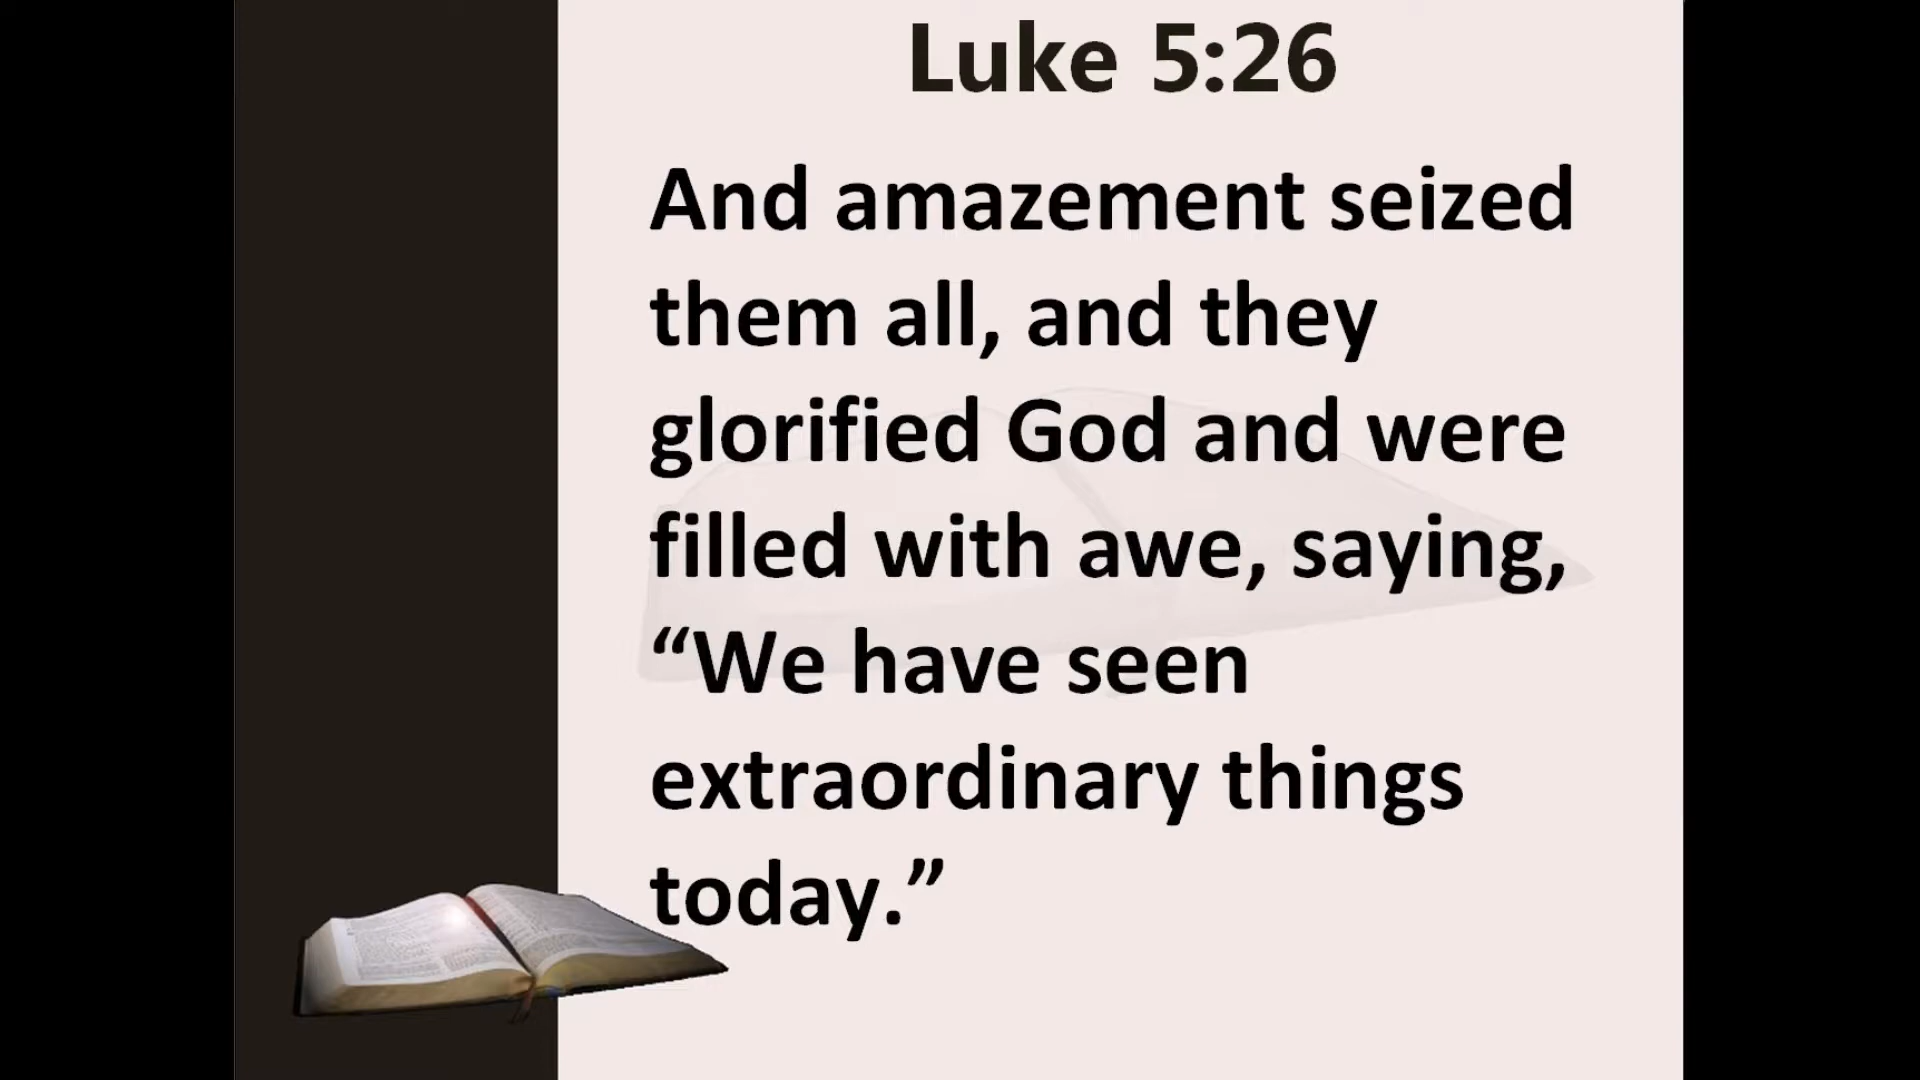 Luke 5:26
And amazement seized
them all, and they
glorified God and were
filled with awe, saying,
“We have seen
extraordinary things
today.”